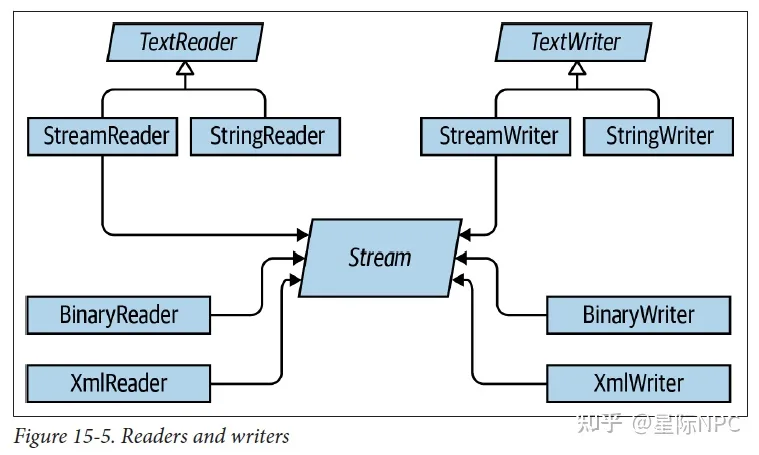 TextReader
TextWriter
StreamReader
StringReader
StreamWriter
StringWriter
Stream
BinaryReader
BinaryWriter
XmlReader
XmlWriter
知乎 @星际NPC
Figure 15-5. Readers and writers